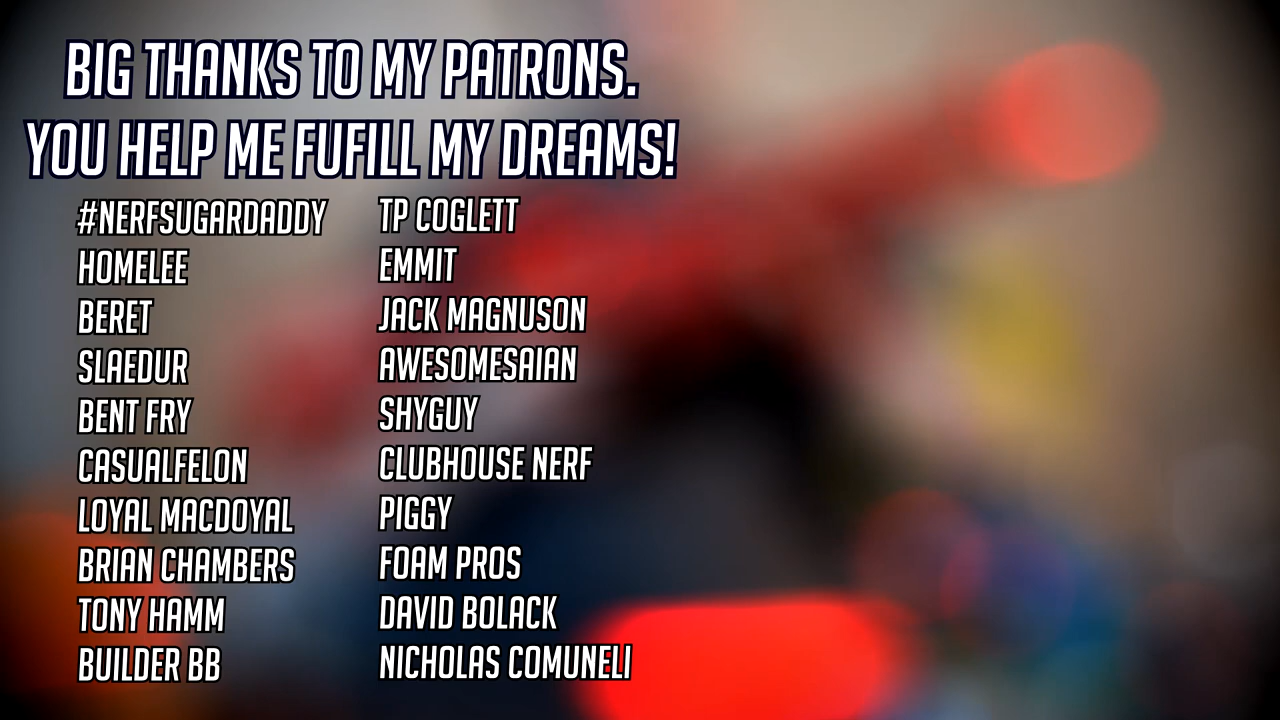 BIG THANKS TO MY PATRONS.
YOU HELP ME FUFILL MY DREAMS!
#NERFSUGARDADDY
HOMELEE
BERET
SLAEDUR
BENT FRY
CASUALFELON
LOYAL MACDOYAL
BRIAN CHAMBERS
TONY HAMM
BUILDER BB
TP COGLETT
EMMIT
JACK MAGNUSON
AWESOMESAIAN
SHYGUY
CLUBHOUSE NERF
PIGGY
FOAM PROS
DAVID BOLACK
NICHOLAS COMUNELI